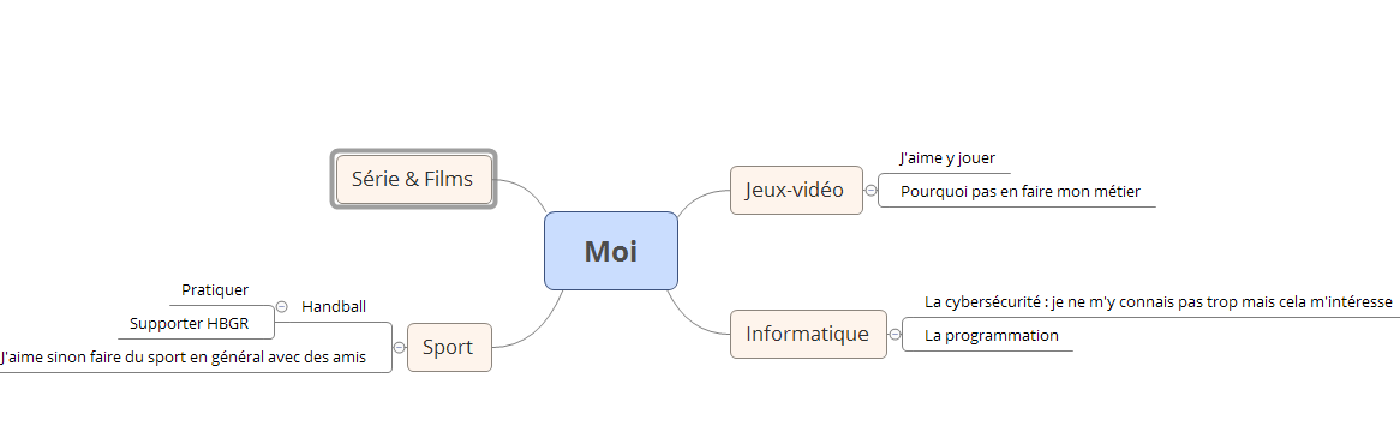 Série & Films
Moi
Jeux-vidéo
J'aime y jouer
Pourquoi pas en faire mon métier
Informatique
La cybersécurité : je ne m'y connais pas trop mais cela m'intéresse
La programmation
Sport
Handball
Pratiquer
Supporter HBGR
J'aime sinon faire du sport en général avec des amis